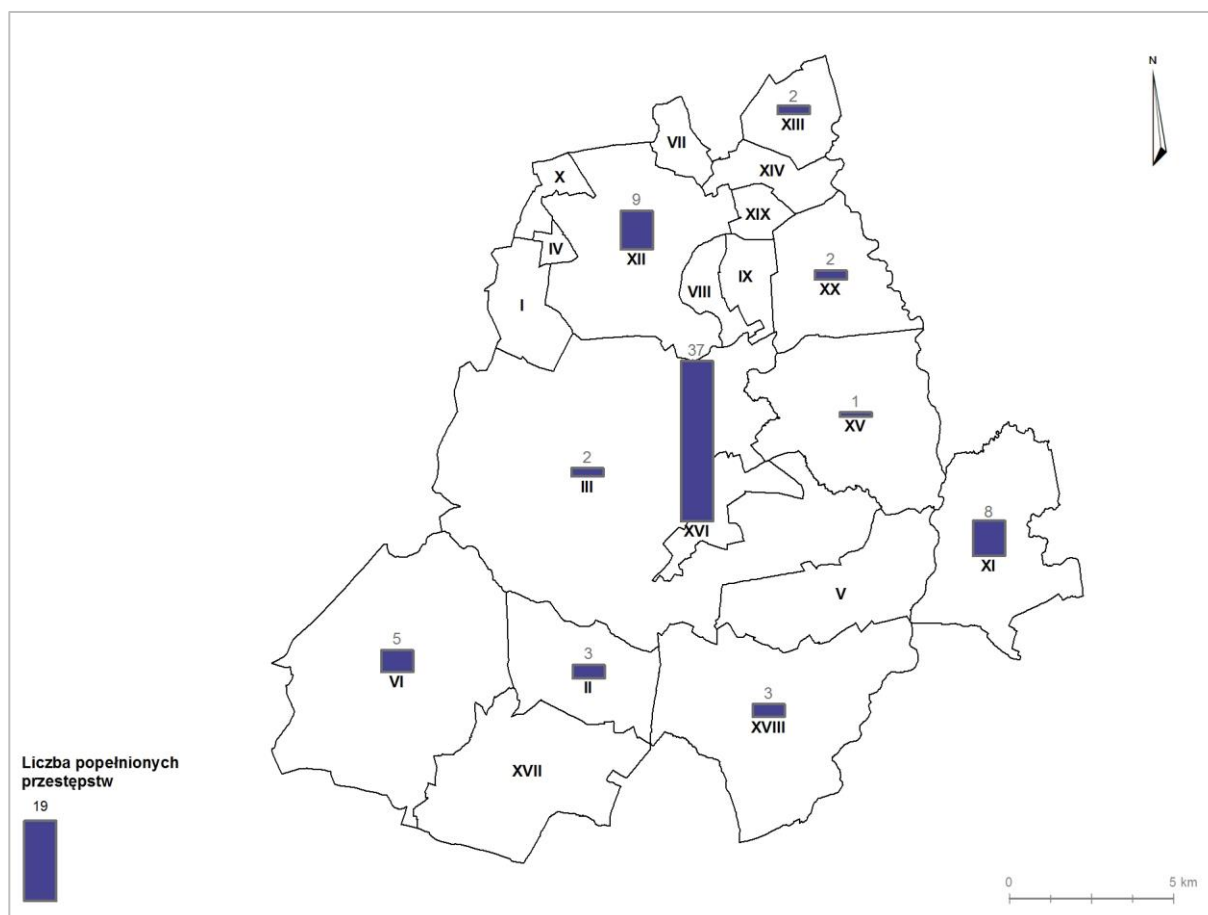 N
2
XIII
VII
XIV
X
9
XII
XIX
IV
2
XX
VIII
IX
I
37
XVI
1
XV
2
III
8
XI
V
5
VI
3
II
3
XVIII
XVII
Liczba popełnionych
przestępstw
19
0 5 km